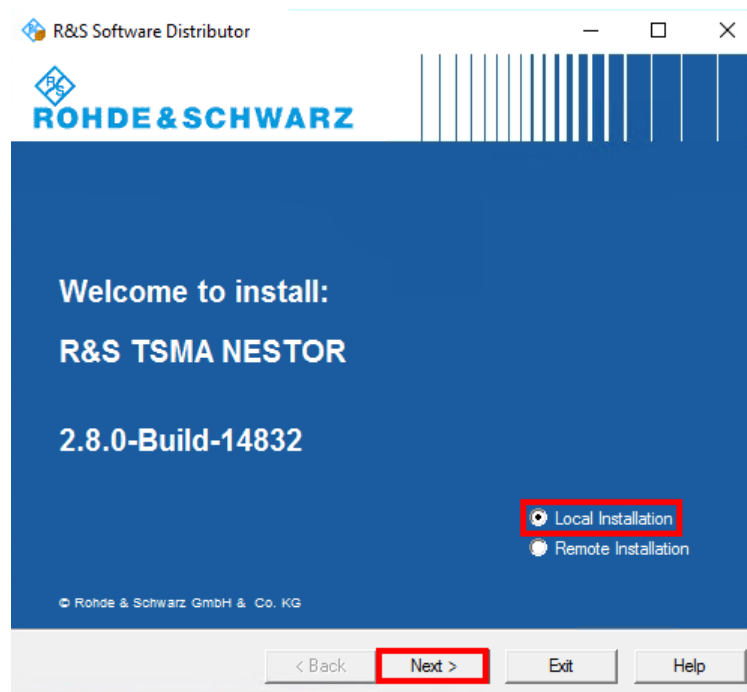 R&S Software Distributor
R&S
ROHDE&SCHWARZ
Welcome to install:
R&S TSMA NESTOR
2.8.0-Build-14832
Local Installation
Remote Installation
© Rohde & Schwarz GmbH & Co. KG
< Back
Next >
Exit
Help